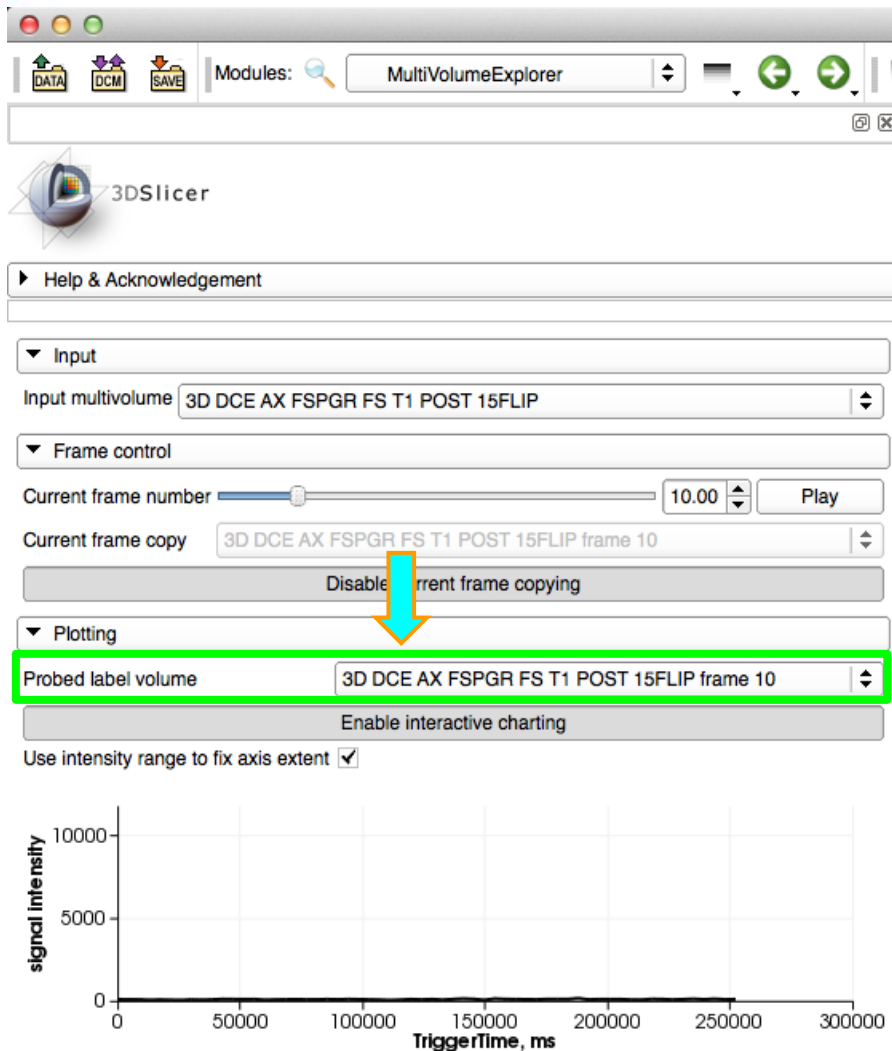 DATA DCM SAVE Modules: MultiVolumeExplorer
3DSlicer
Help & Acknowledgement
Input
Input multivolume 3D DCE AX FSPGR FS T1 POST 15FLIP
Frame control
Current frame number 10.00 Play
Current frame copy 3D DCE AX FSPGR FS T1 POST 15FLIP frame 10
Disable rrent frame copying
Plotting
Probed label volume 3D DCE AX FSPGR FS T1 POST 15FLIP frame 10
Enable interactive charting
Use intensity range to fix axis extent
signal intensity
10000
5000
0
0 50000 100000 150000 200000 250000 300000
TriggerTime, ms